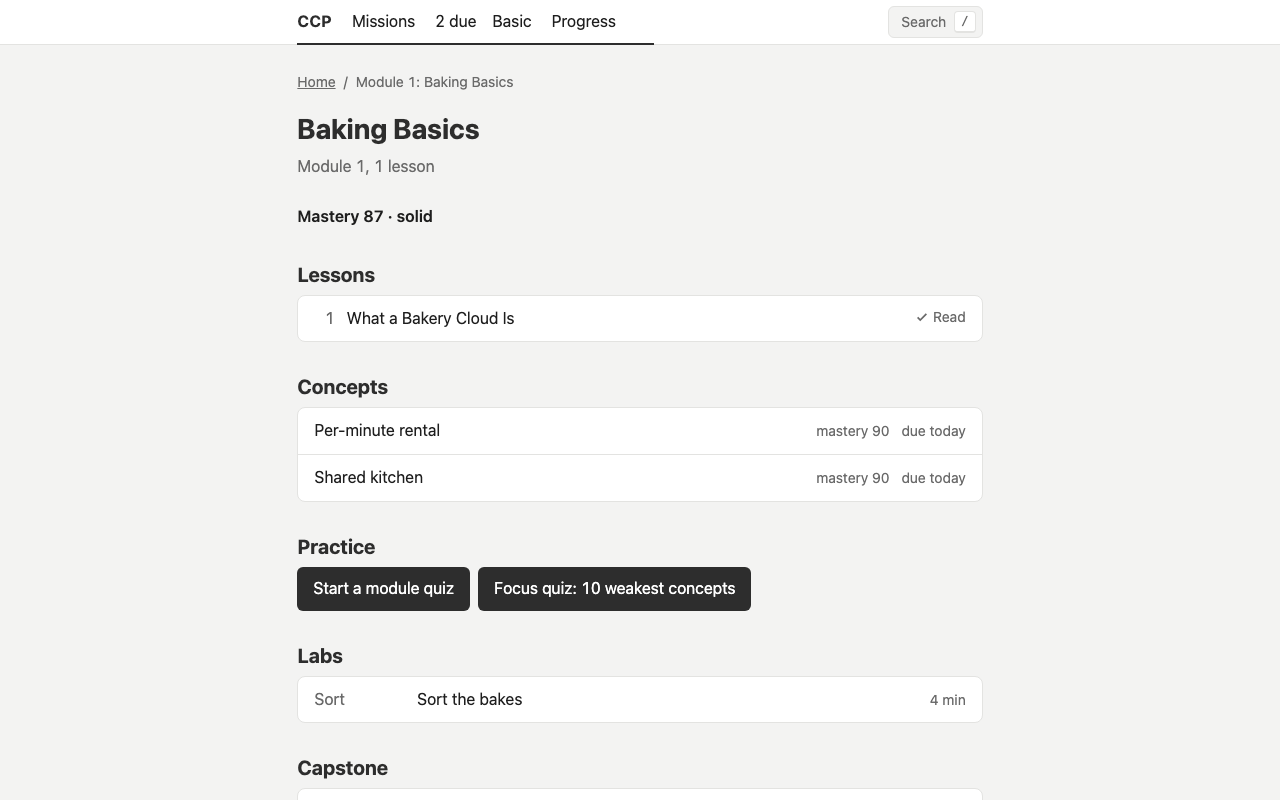 CCP Missions 2 due Basic Progress Search /
Home / Module 1: Baking Basics
Baking Basics
Module 1, 1 lesson
Mastery 87 · solid
Lessons
1 What a Bakery Cloud Is ✓ Read
Concepts
Per-minute rental mastery 90 due today
Shared kitchen mastery 90 due today
Practice
Start a module quiz Focus quiz: 10 weakest concepts
Labs
Sort Sort the bakes 4 min
Capstone